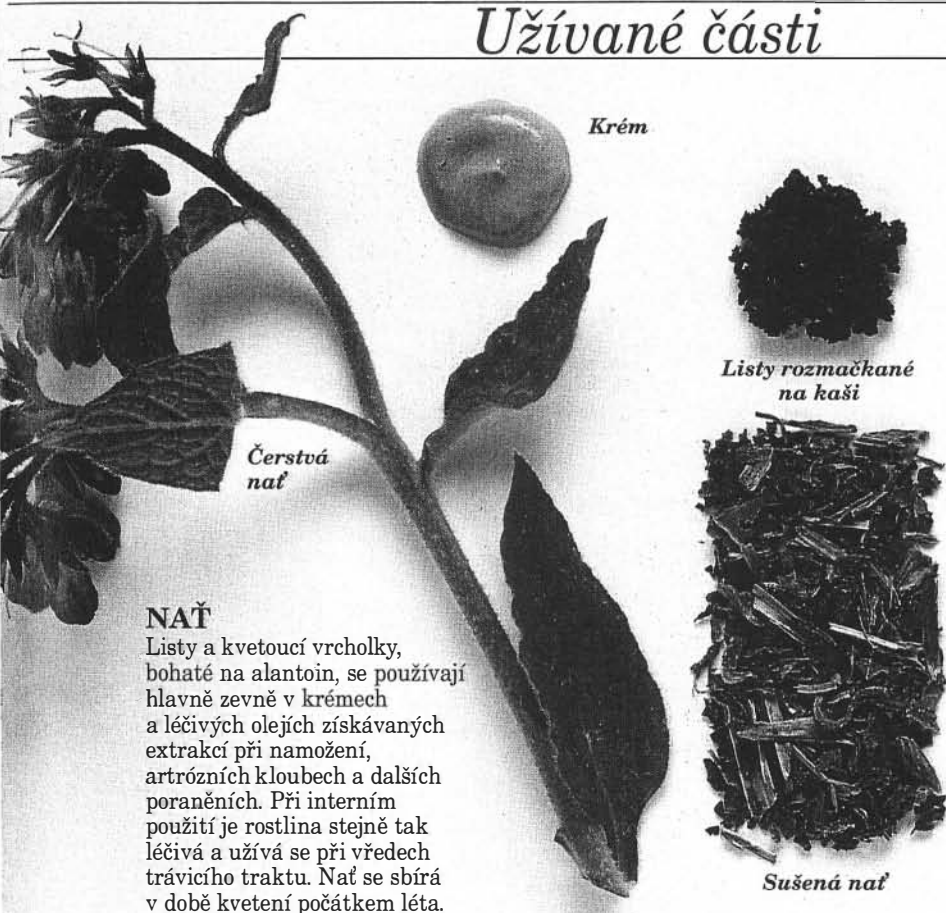 Užívané části
Krém
Listy rozmačkané
na kaši
Čerstvá
nať
NAŤ
Listy a kvetoucí vrcholky,
bohaté na alantoin, se používají
hlavně zevně v krémech
a léčivých olejích získávaných
extrakcí při namožení,
artrózních kloubech a dalších
poraněních. Při interním
použití je rostlina stejně tak
léčivá a užívá se při vředech
trávicího traktu. Nať se sbírá
v době kvetení počátkem léta.
Sušená nať